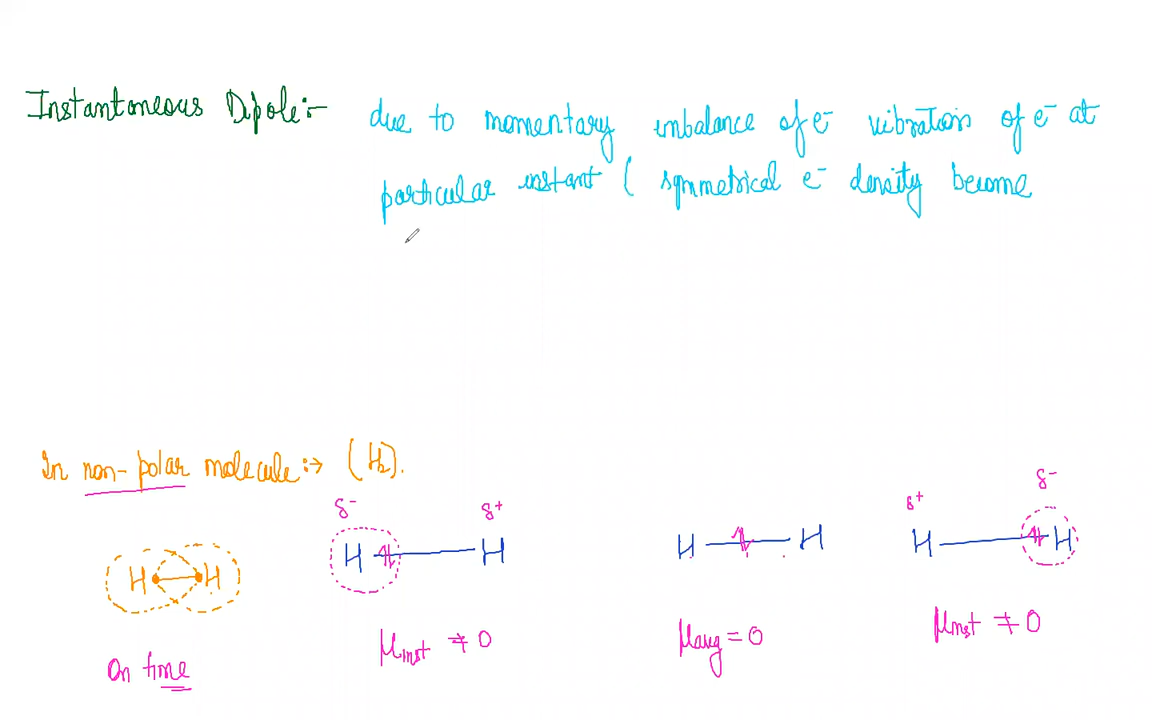 Instantoneous Dipole:-
due to momentary imbalance of e⁻ vibration of e⁻ at
particular instant ( symmetrical e⁻ density become
In non-polar molecule:→ (H₂).
δ⁻ δ⁺ δ⁺ δ⁻
H H H H H H
H H
μinst ≠ 0 μavg = 0 μinst ≠ 0
On time